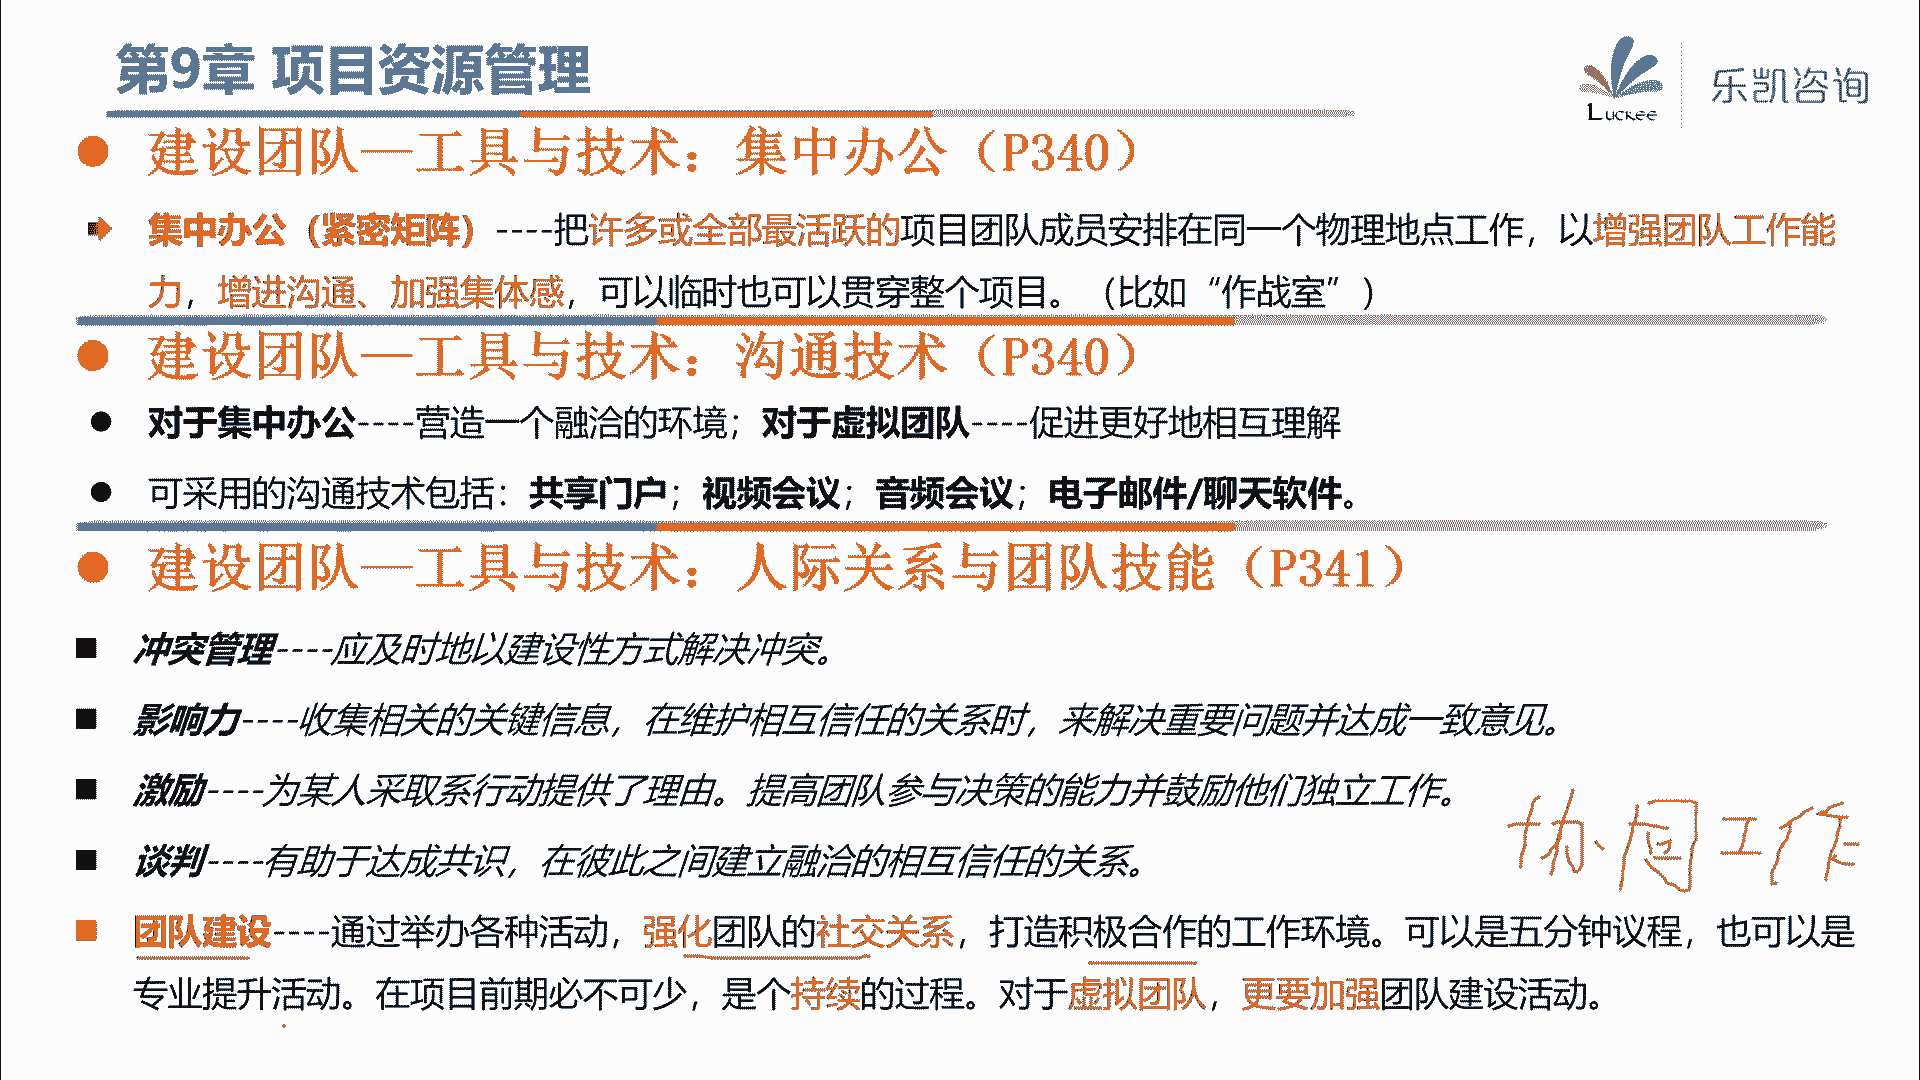 第9章 项目资源管理
Luckee
乐凯咨询
建设团队—工具与技术：集中办公（P340）
集中办公（紧密矩阵）----把许多或全部最活跃的项目团队成员安排在同一个物理地点工作，以增强团队工作能
力，增进沟通、加强集体感，可以临时也可以贯穿整个项目。（比如“作战室”）
建设团队—工具与技术：沟通技术（P340）
对于集中办公----营造一个融洽的环境；对于虚拟团队----促进更好地相互理解
可采用的沟通技术包括：共享门户；视频会议；音频会议；电子邮件/聊天软件。
建设团队—工具与技术：人际关系与团队技能（P341）
冲突管理----应及时地以建设性方式解决冲突。
影响力----收集相关的关键信息，在维护相互信任的关系时，来解决重要问题并达成一致意见。
激励----为某人采取系行动提供了理由。提高团队参与决策的能力并鼓励他们独立工作。
谈判----有助于达成共识，在彼此之间建立融洽的相互信任的关系。
协同工作
团队建设----通过举办各种活动，强化团队的社交关系，打造积极合作的工作环境。可以是五分钟议程，也可以是
专业提升活动。在项目前期必不可少，是个持续的过程。对于虚拟团队，更要加强团队建设活动。